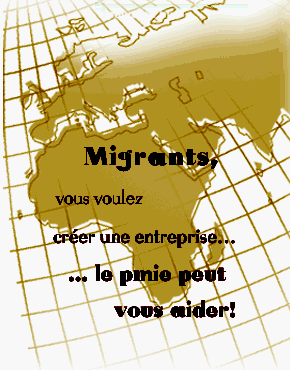 Migrants,
vous voulez
créer une entreprise...
... le pmie peut
vous aider!